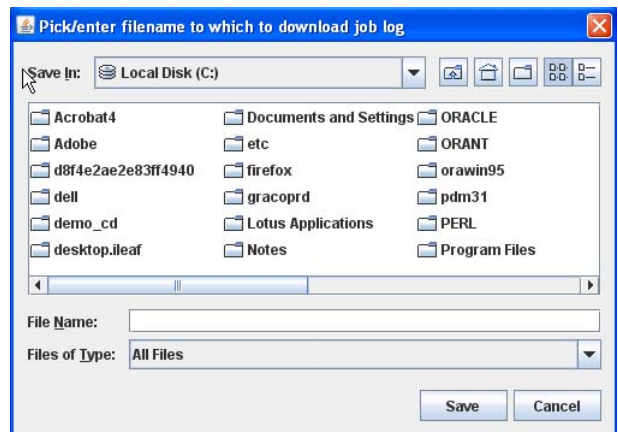 Pick/enter filename to which to download job log
Save In: Local Disk (C:)
Acrobat4 Documents and Settings ORACLE
Adobe etc ORANT
d8f4e2ae2e83ff4940 firefox orawin95
dell gracoprd pdm31
demo_cd Lotus Applications PERL
desktop.ileaf Notes Program Files
File Name:
Files of Type: All Files
Save Cancel